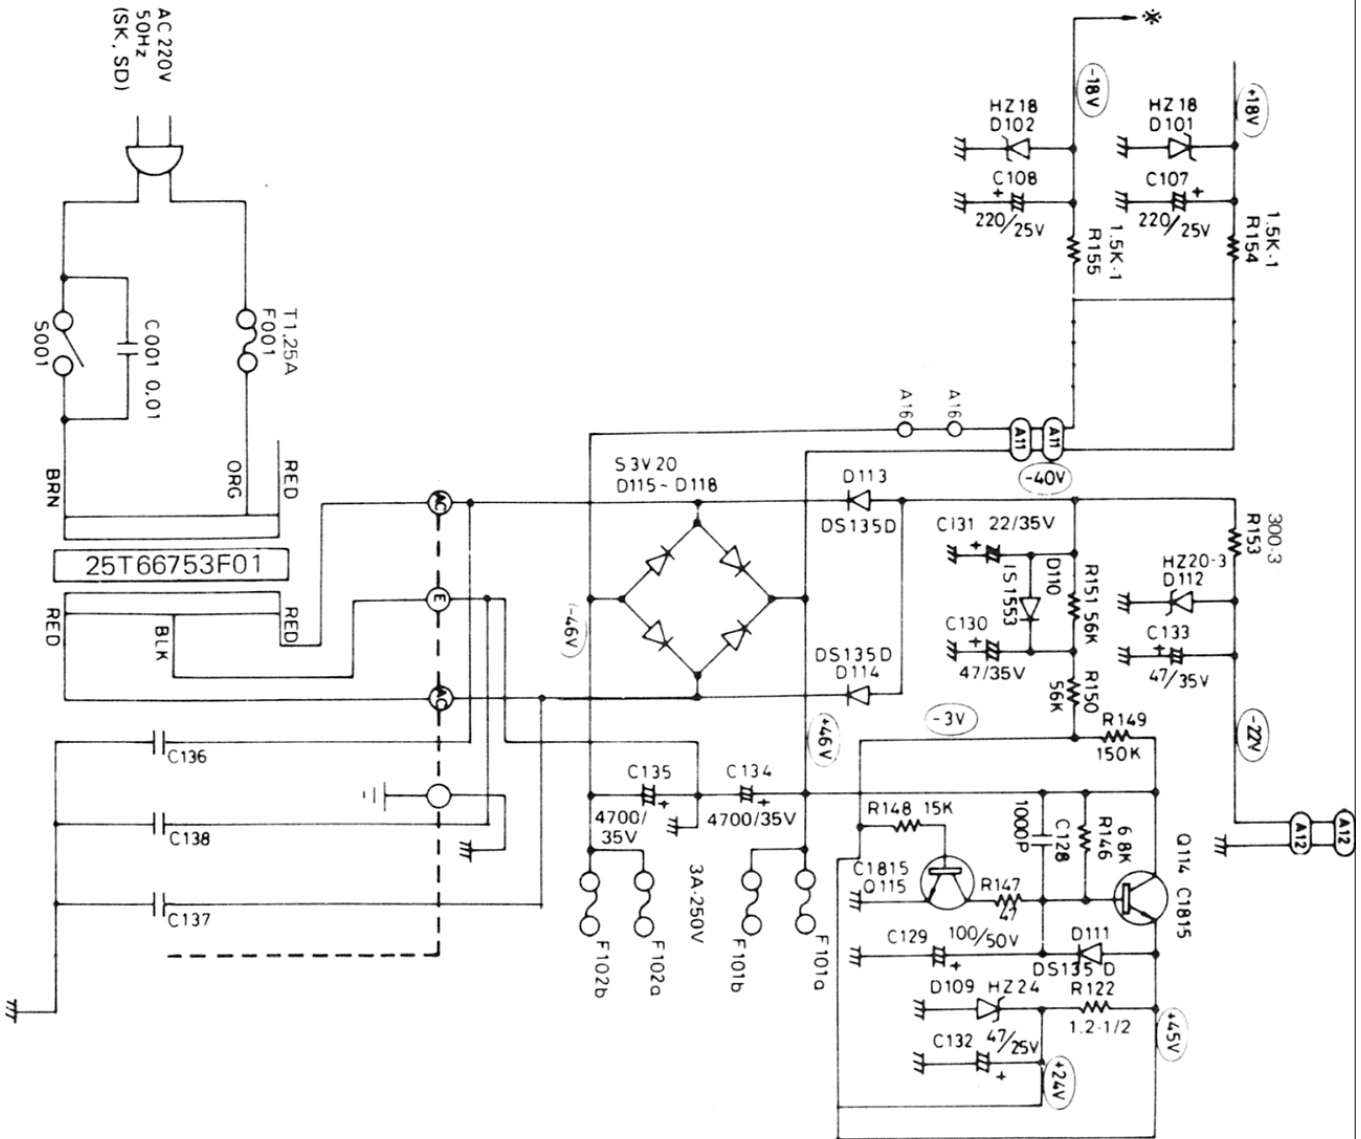 AC 220V
50Hz
(SK, SD)
※
-18V
+18V
HZ18
D102
HZ18
D101
C108
+
220/25V
C107
+
220/25V
1.5K-1
R155
1.5K-1
R154
T1.25A
F001
C001 0.01
S001
A16
A16
A11
A11
-40V
BRN
ORG
RED
S3V20
D115~D118
D113
DS135D
AC
C131 22/35V
+
D110
IS1553
R151 56K
300-3
R153
HZ20-3
D112
25T66753F01
E
RED
BLK
RED
(-46V)
C130
+
47/35V
C133
+
47/35V
DS135D
D114
R150
56K
AC
-3V
+46V
R149
150K
-22V
C136
C135
+
4700/
35V
C134
+
4700/35V
R148 15K
1000P
C128
R146
6.8K
Q114 C1815
A12
A12
C138
C1815
Q115
R147
47
3A-250V
C137
C129
100/50V
+
D111
DS135D
F102b
F102a
F101b
F101a
D109 HZ24
R122
1.2-1/2
+45V
C132
47/25V
+
+24V